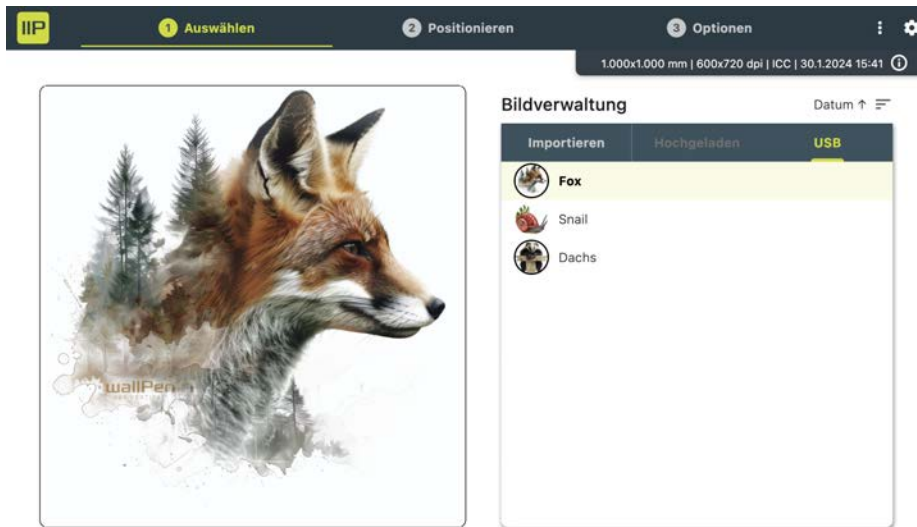 IIP
1 Auswählen
2 Positionieren
3 Optionen
1.000x1.000 mm | 600x720 dpi | ICC | 30.1.2024 15:41
Bildverwaltung
Datum ↑
Importieren
Hochgeladen
USB
Fox
Snail
Dachs
wallPen